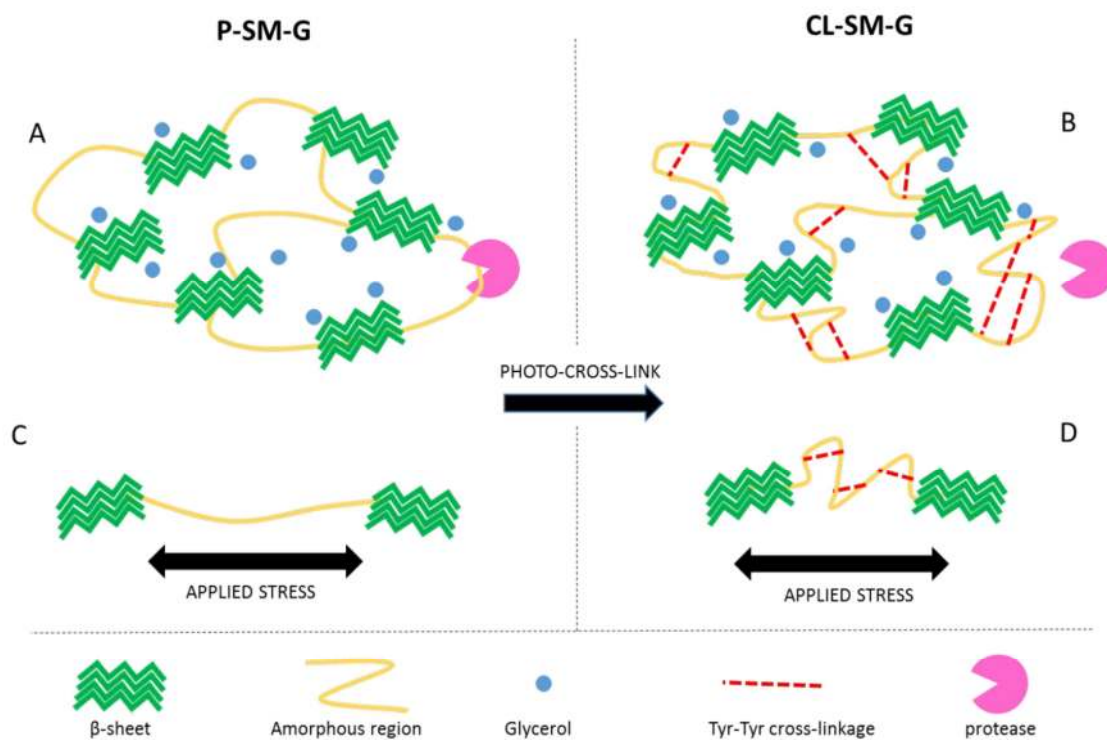 P-SM-G
CL-SM-G
A
B
PHOTO-CROSS-LINK
C
D
APPLIED STRESS
APPLIED STRESS
β-sheet
Amorphous region
Glycerol
Tyr-Tyr cross-linkage
protease